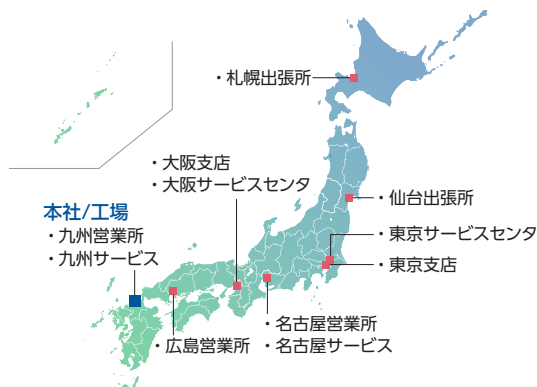 ・札幌出張所
・大阪支店
・大阪サービスセンタ
・仙台出張所
本社/工場
・九州営業所
・九州サービス
・東京サービスセンタ
・東京支店
・名古屋営業所
・名古屋サービス
・広島営業所